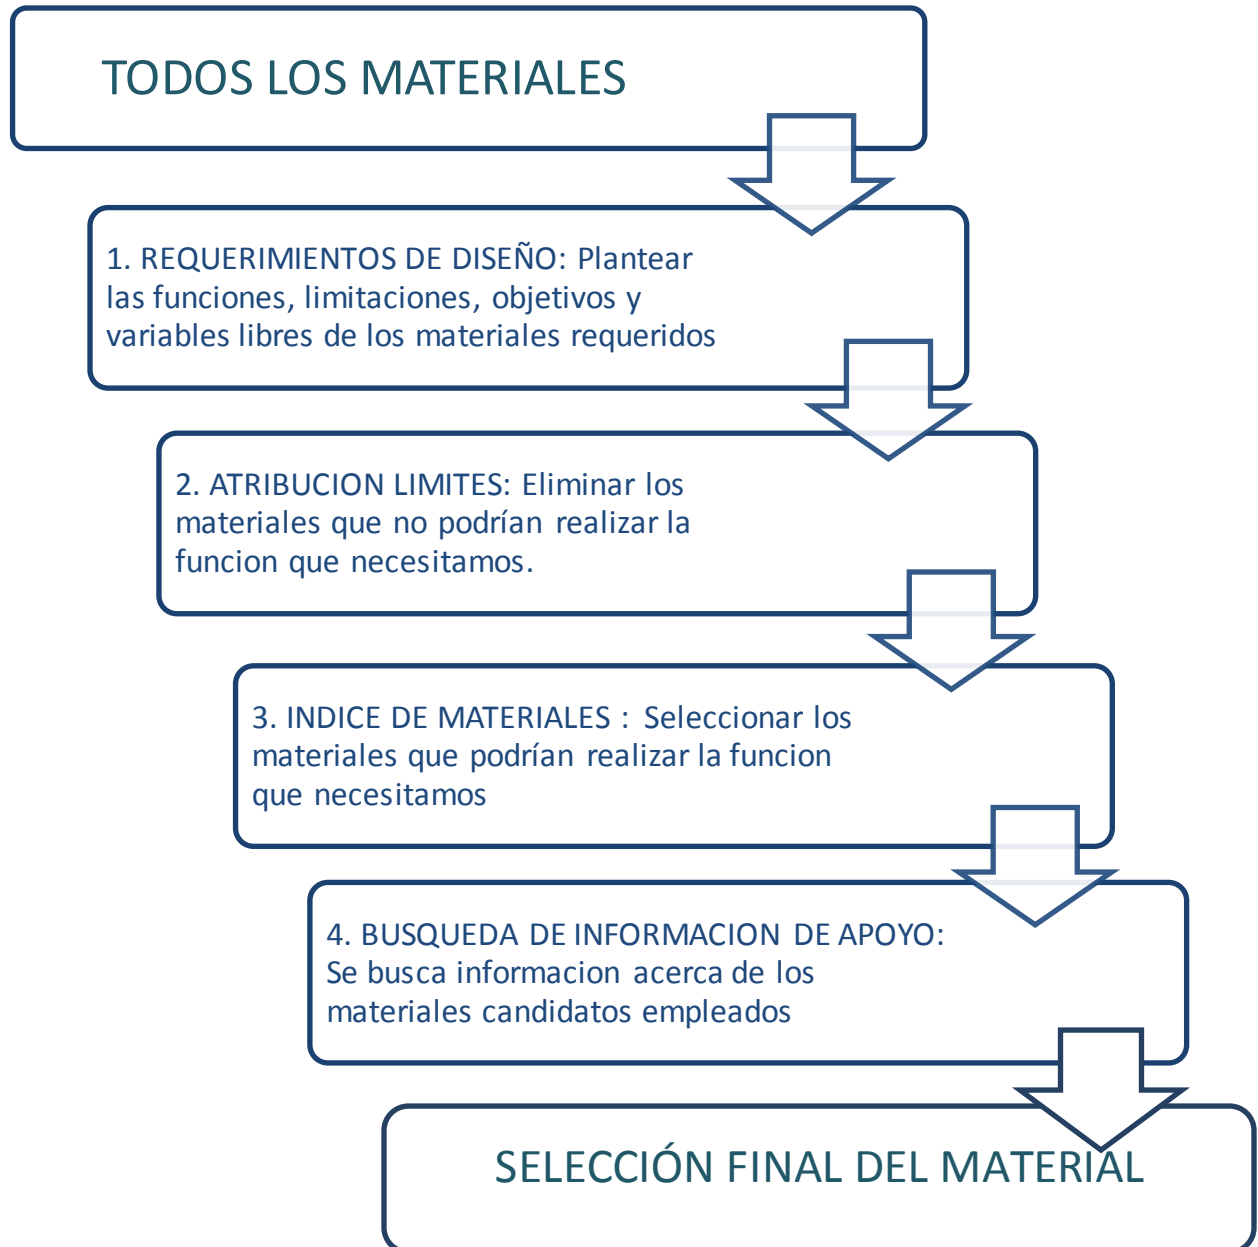 TODOS LOS MATERIALES
1. REQUERIMIENTOS DE DISEÑO: Plantear
las funciones, limitaciones, objetivos y
variables libres de los materiales requeridos
2. ATRIBUCION LIMITES: Eliminar los
materiales que no podrían realizar la
funcion que necesitamos.
3. INDICE DE MATERIALES : Seleccionar los
materiales que podrían realizar la funcion
que necesitamos
4. BUSQUEDA DE INFORMACION DE APOYO:
Se busca informacion acerca de los
materiales candidatos empleados
SELECCIÓN FINAL DEL MATERIAL